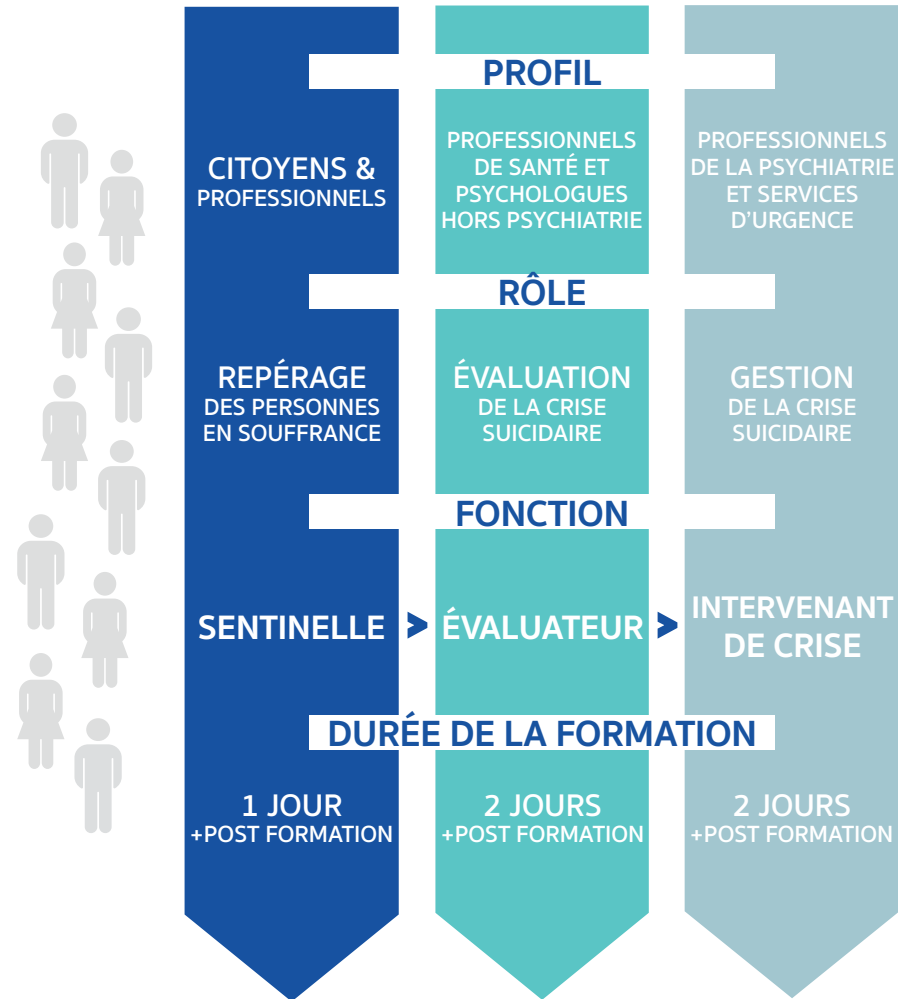 PROFIL
CITOYENS &
PROFESSIONNELS
PROFESSIONNELS
DE SANTÉ ET
PSYCHOLOGUES
HORS PSYCHIATRIE
PROFESSIONNELS
DE LA PSYCHIATRIE
ET SERVICES
D'URGENCE
RÔLE
REPÉRAGE
DES PERSONNES
EN SOUFFRANCE
ÉVALUATION
DE LA CRISE
SUICIDAIRE
GESTION
DE LA CRISE
SUICIDAIRE
FONCTION
SENTINELLE > ÉVALUATEUR > INTERVENANT
DE CRISE
DURÉE DE LA FORMATION
1 JOUR
+POST FORMATION
2 JOURS
+POST FORMATION
2 JOURS
+POST FORMATION